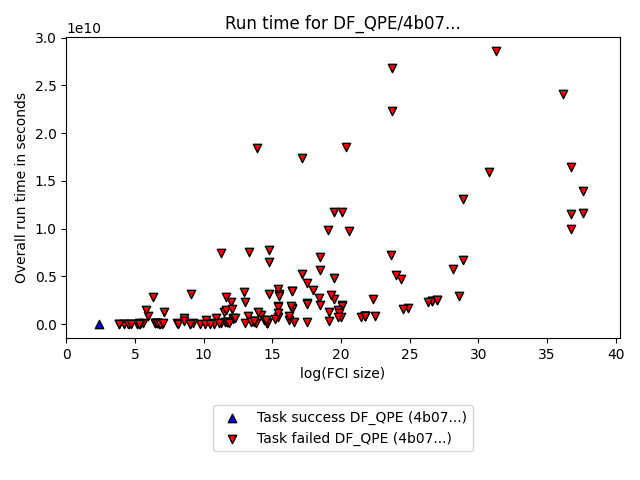 Run time for DF_QPE/4b07...
1e10
3.0
2.5
2.0
1.5
1.0
0.5
0.0
Overall run time in seconds
0 5 10 15 20 25 30 35 40
log(FCI size)
Task success DF_QPE (4b07...)
Task failed DF_QPE (4b07...)